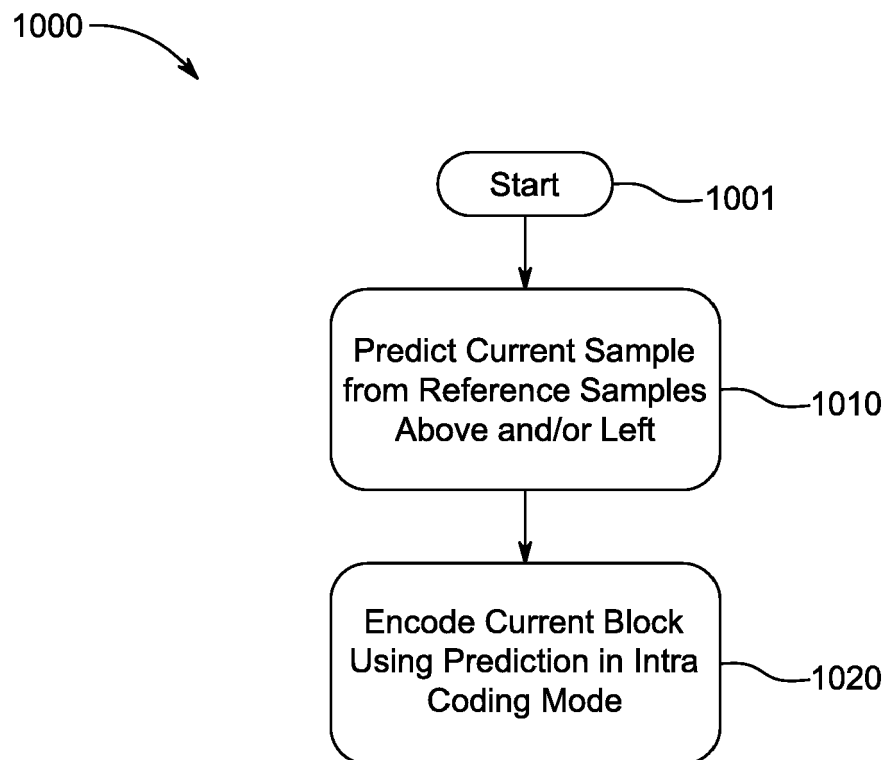 1000
Start
1001
Predict Current Sample
from Reference Samples
Above and/or Left
1010
Encode Current Block
Using Prediction in Intra
Coding Mode
1020